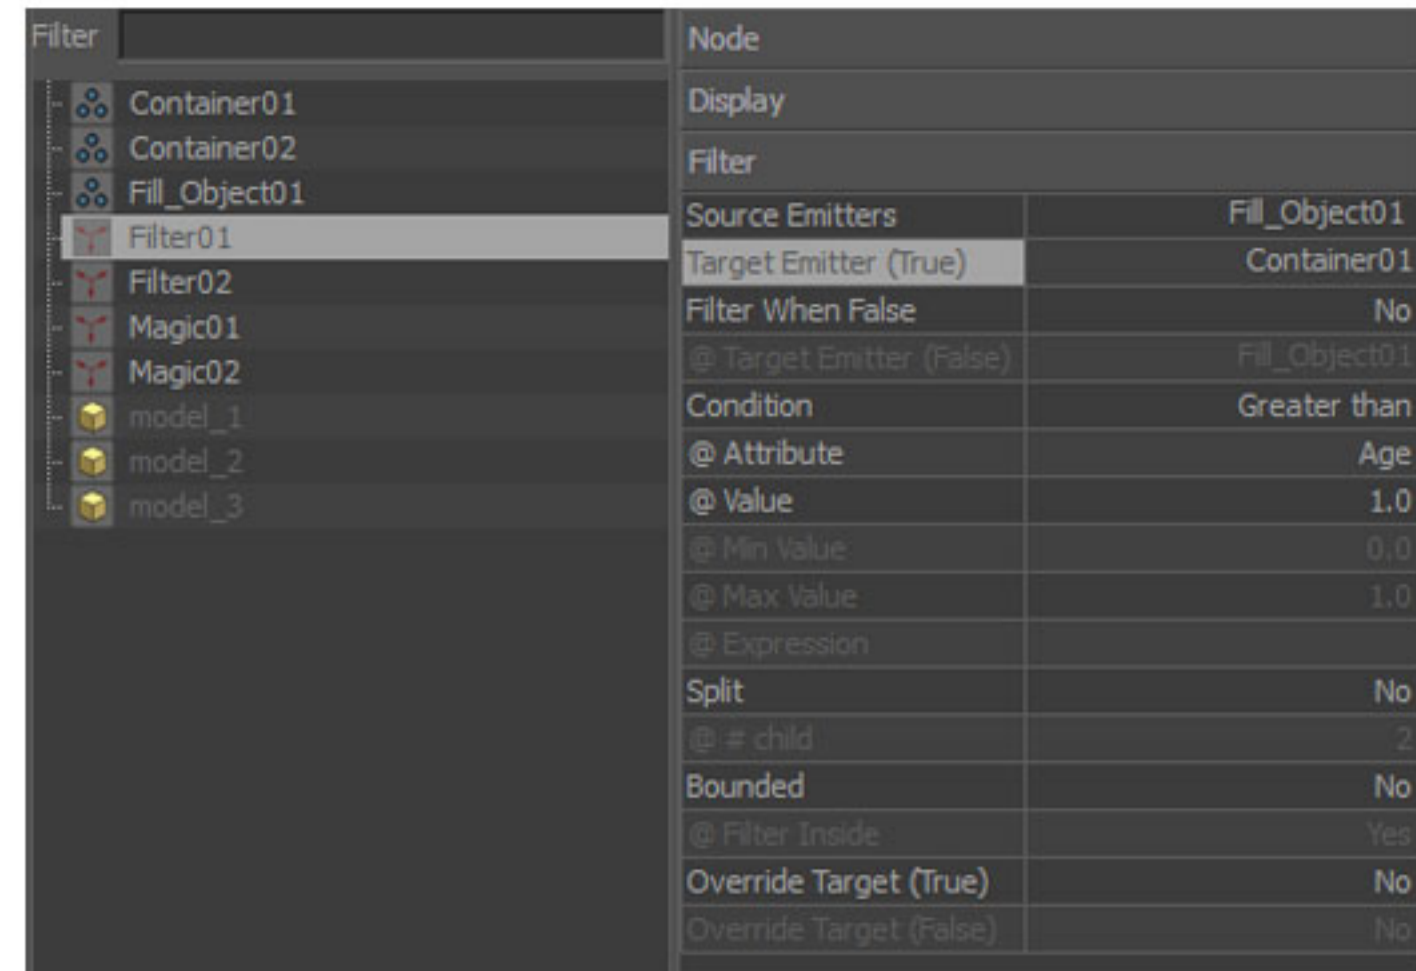 Filter
Container01
Container02
Fill_Object01
Filter01
Filter02
Magic01
Magic02
model_1
model_2
model_3
Node
Display
Filter
Source Emitters Fill_Object01
Target Emitter (True) Container01
Filter When False No
@ Target Emitter (False) Fill_Object01
Condition Greater than
@ Attribute Age
@ Value 1.0
@ Min Value 0.0
@ Max Value 1.0
@ Expression
Split No
@ # child 2
Bounded No
@ Filter Inside Yes
Override Target (True) No
Override Target (False) No